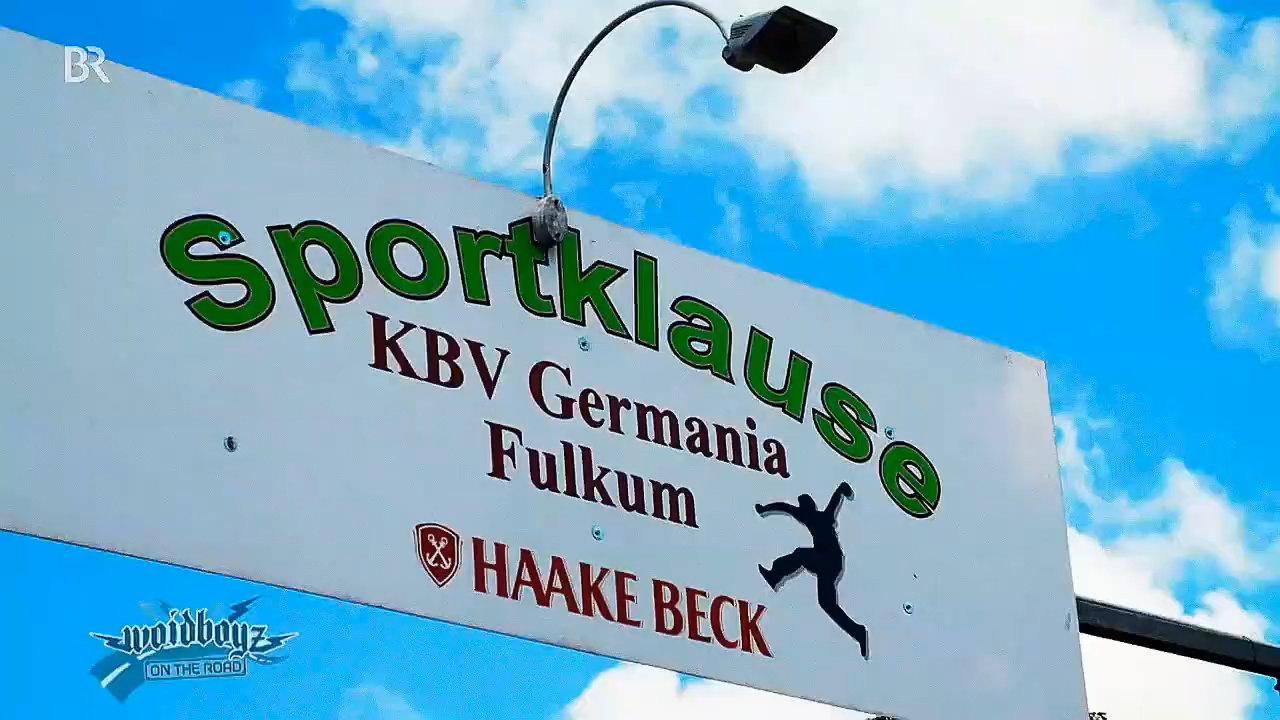 BR
Sportklause
KBV Germania
Fulkum
HAAKE BECK
woidboyz
ON THE ROAD